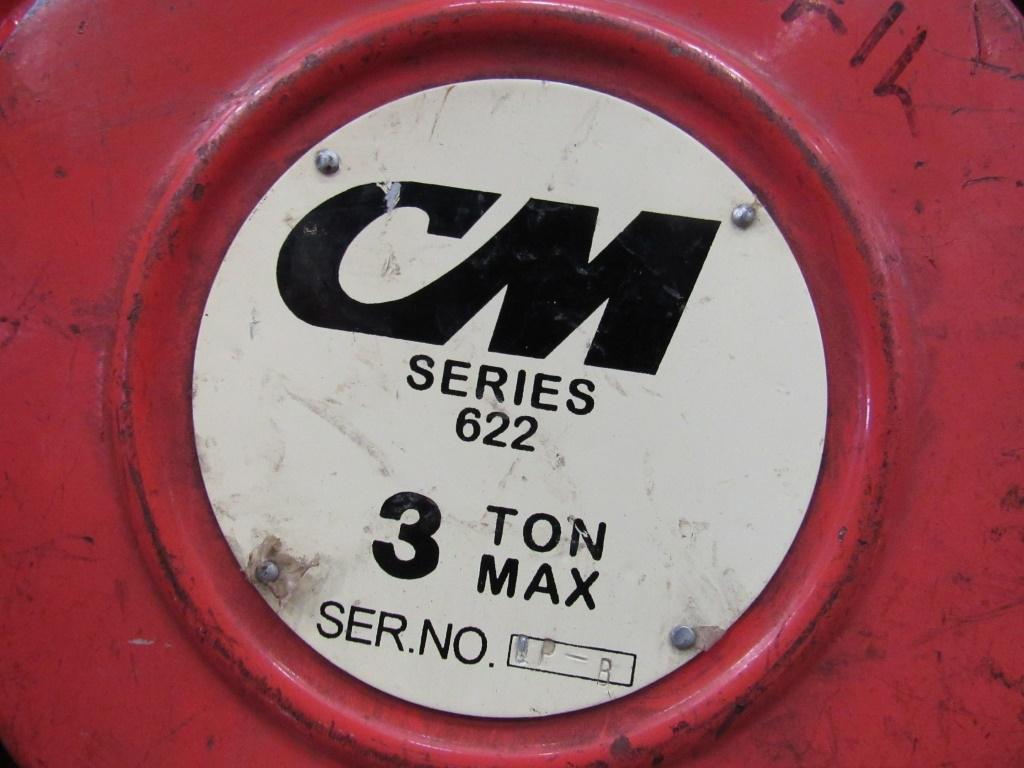 CM
SERIES
622
3 TON
MAX
SER.NO.